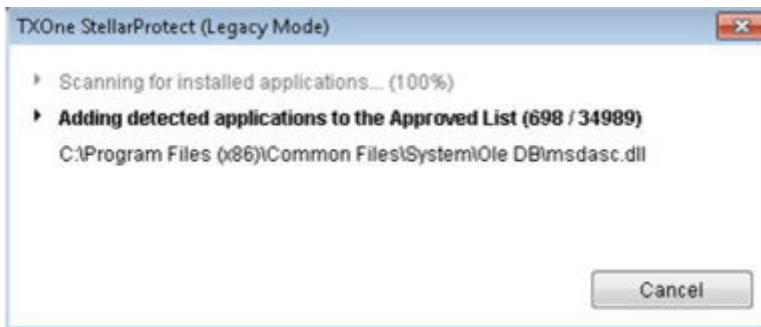 TXOne StellarProtect (Legacy Mode)
Scanning for installed applications... (100%)
Adding detected applications to the Approved List (698 / 34989)
C:\Program Files (x86)\Common Files\System\Ole DB\msdasc.dll
Cancel